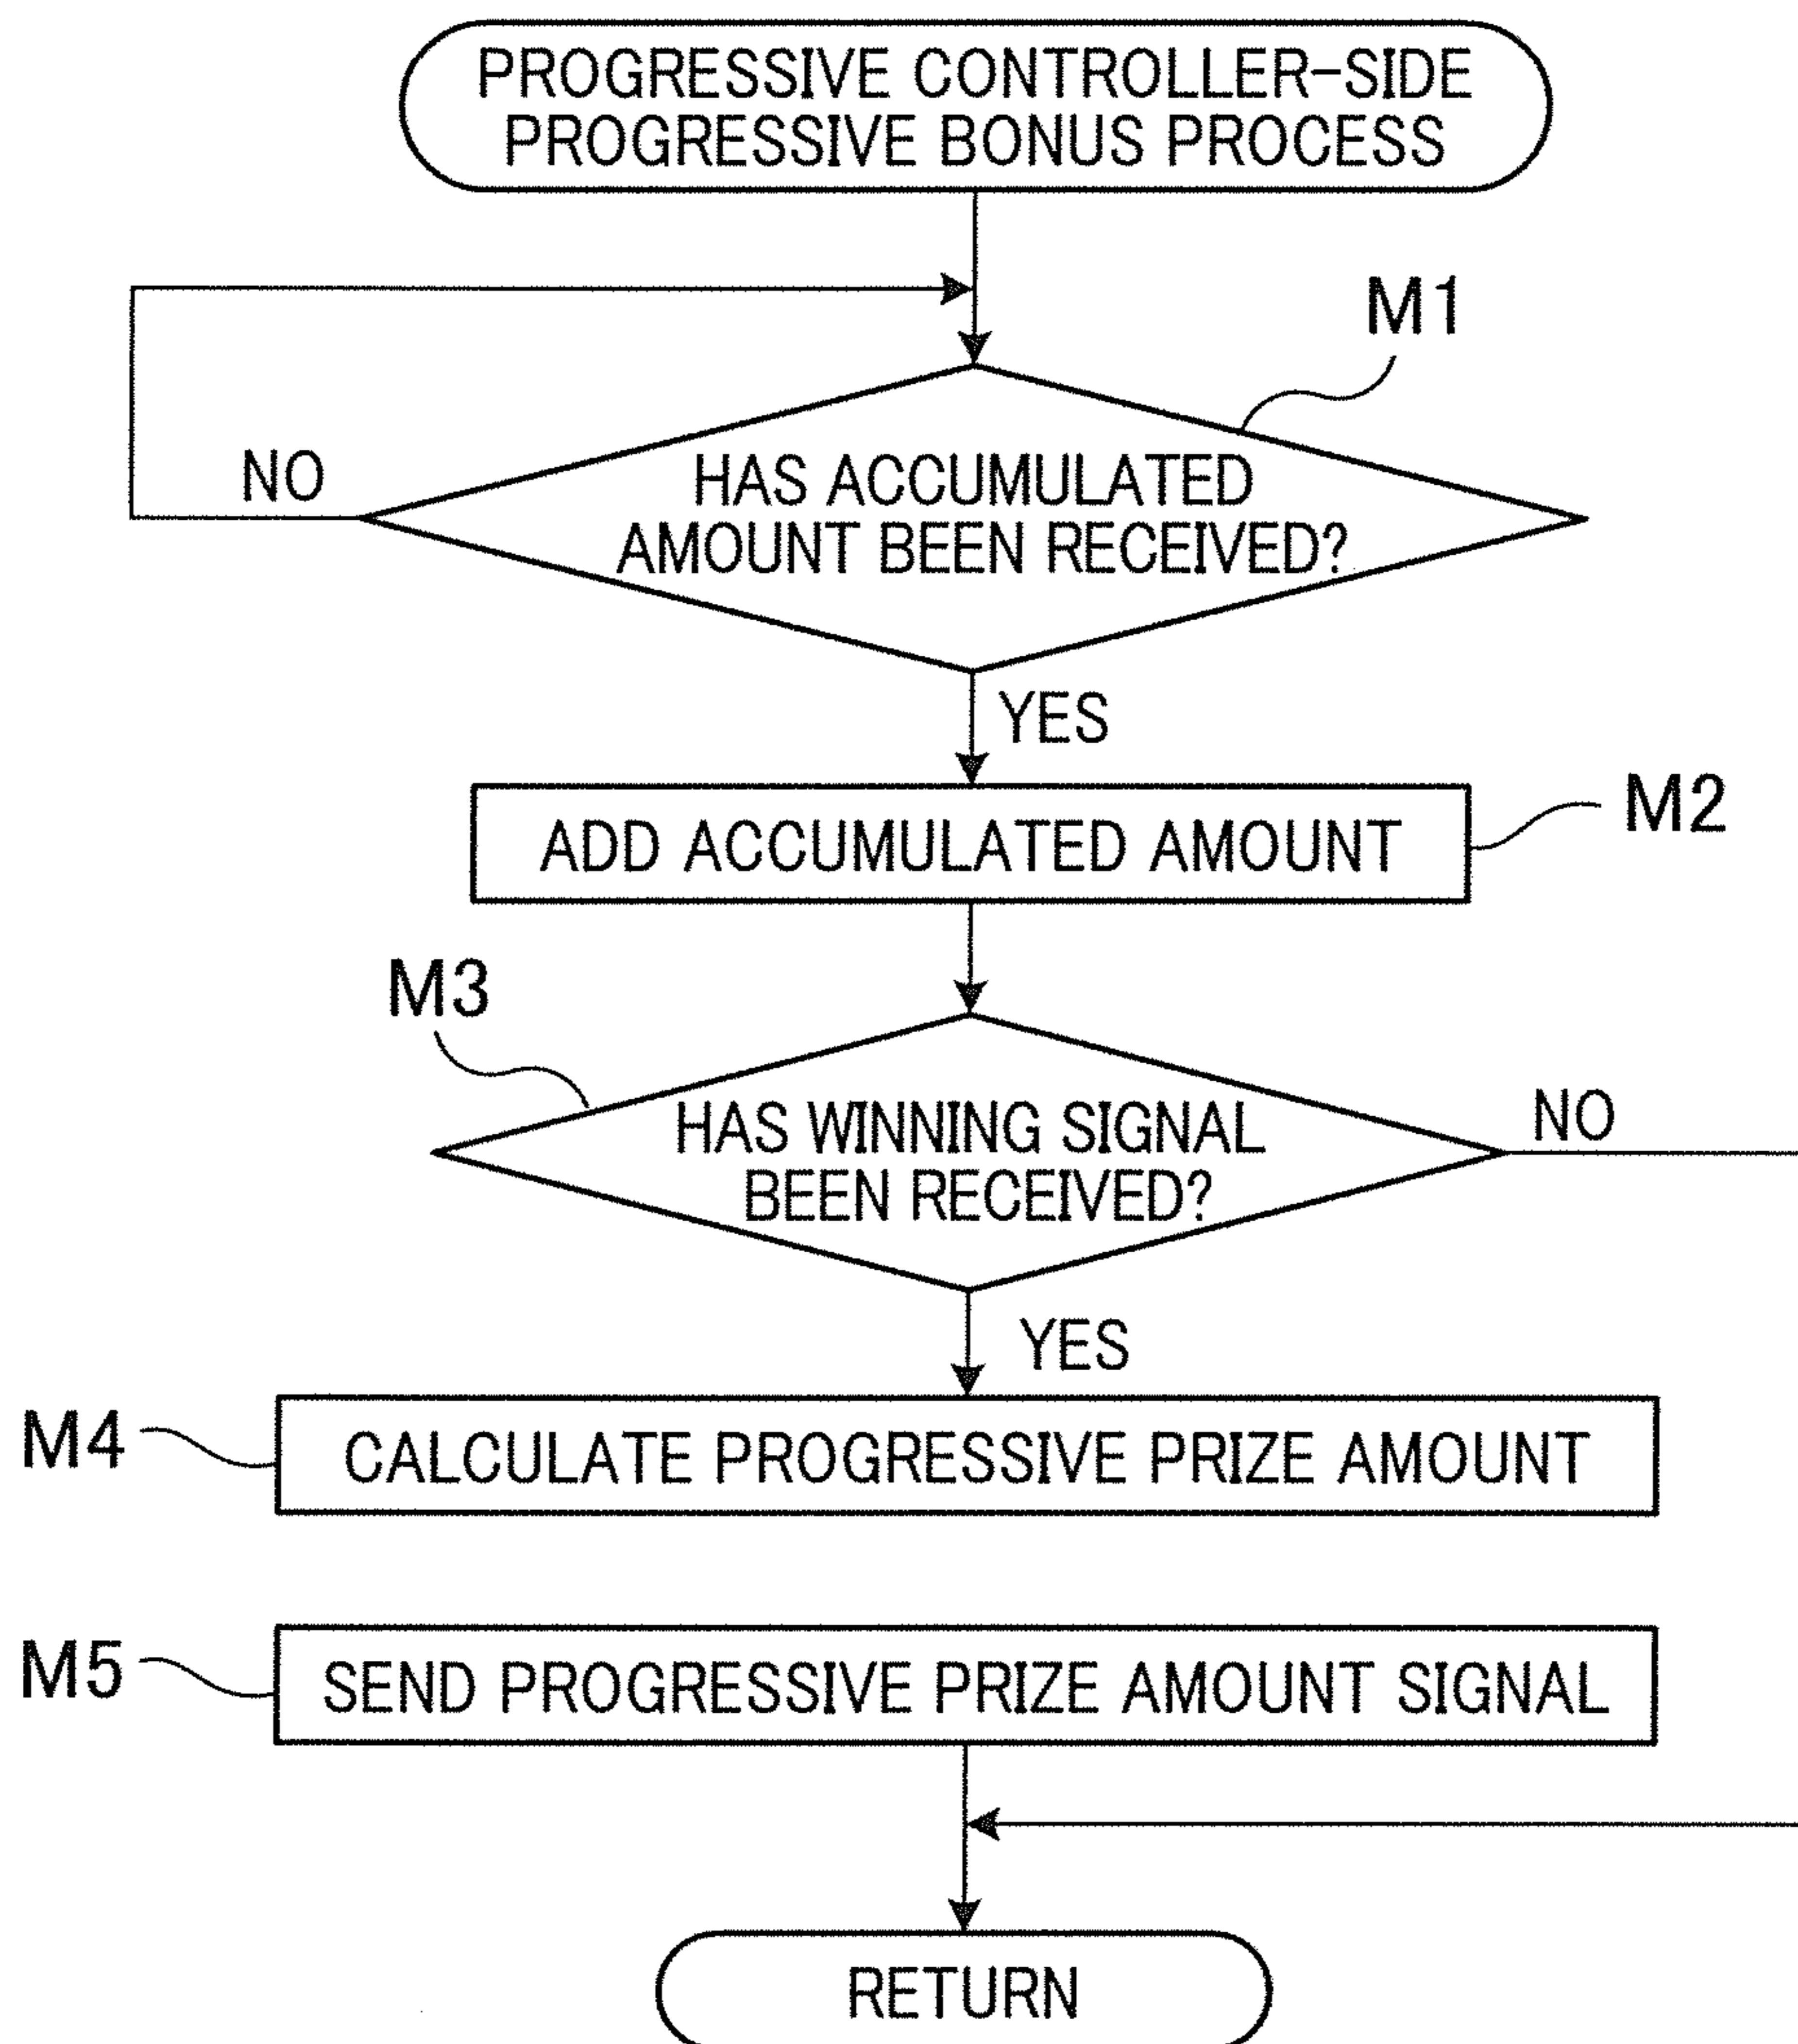 PROGRESSIVE CONTROLLER-SIDE
PROGRESSIVE BONUS PROCESS
M1
NO
HAS ACCUMULATED
AMOUNT BEEN RECEIVED?
YES
ADD ACCUMULATED AMOUNT
M2
M3
HAS WINNING SIGNAL
BEEN RECEIVED?
NO
YES
M4
CALCULATE PROGRESSIVE PRIZE AMOUNT
M5
SEND PROGRESSIVE PRIZE AMOUNT SIGNAL
RETURN